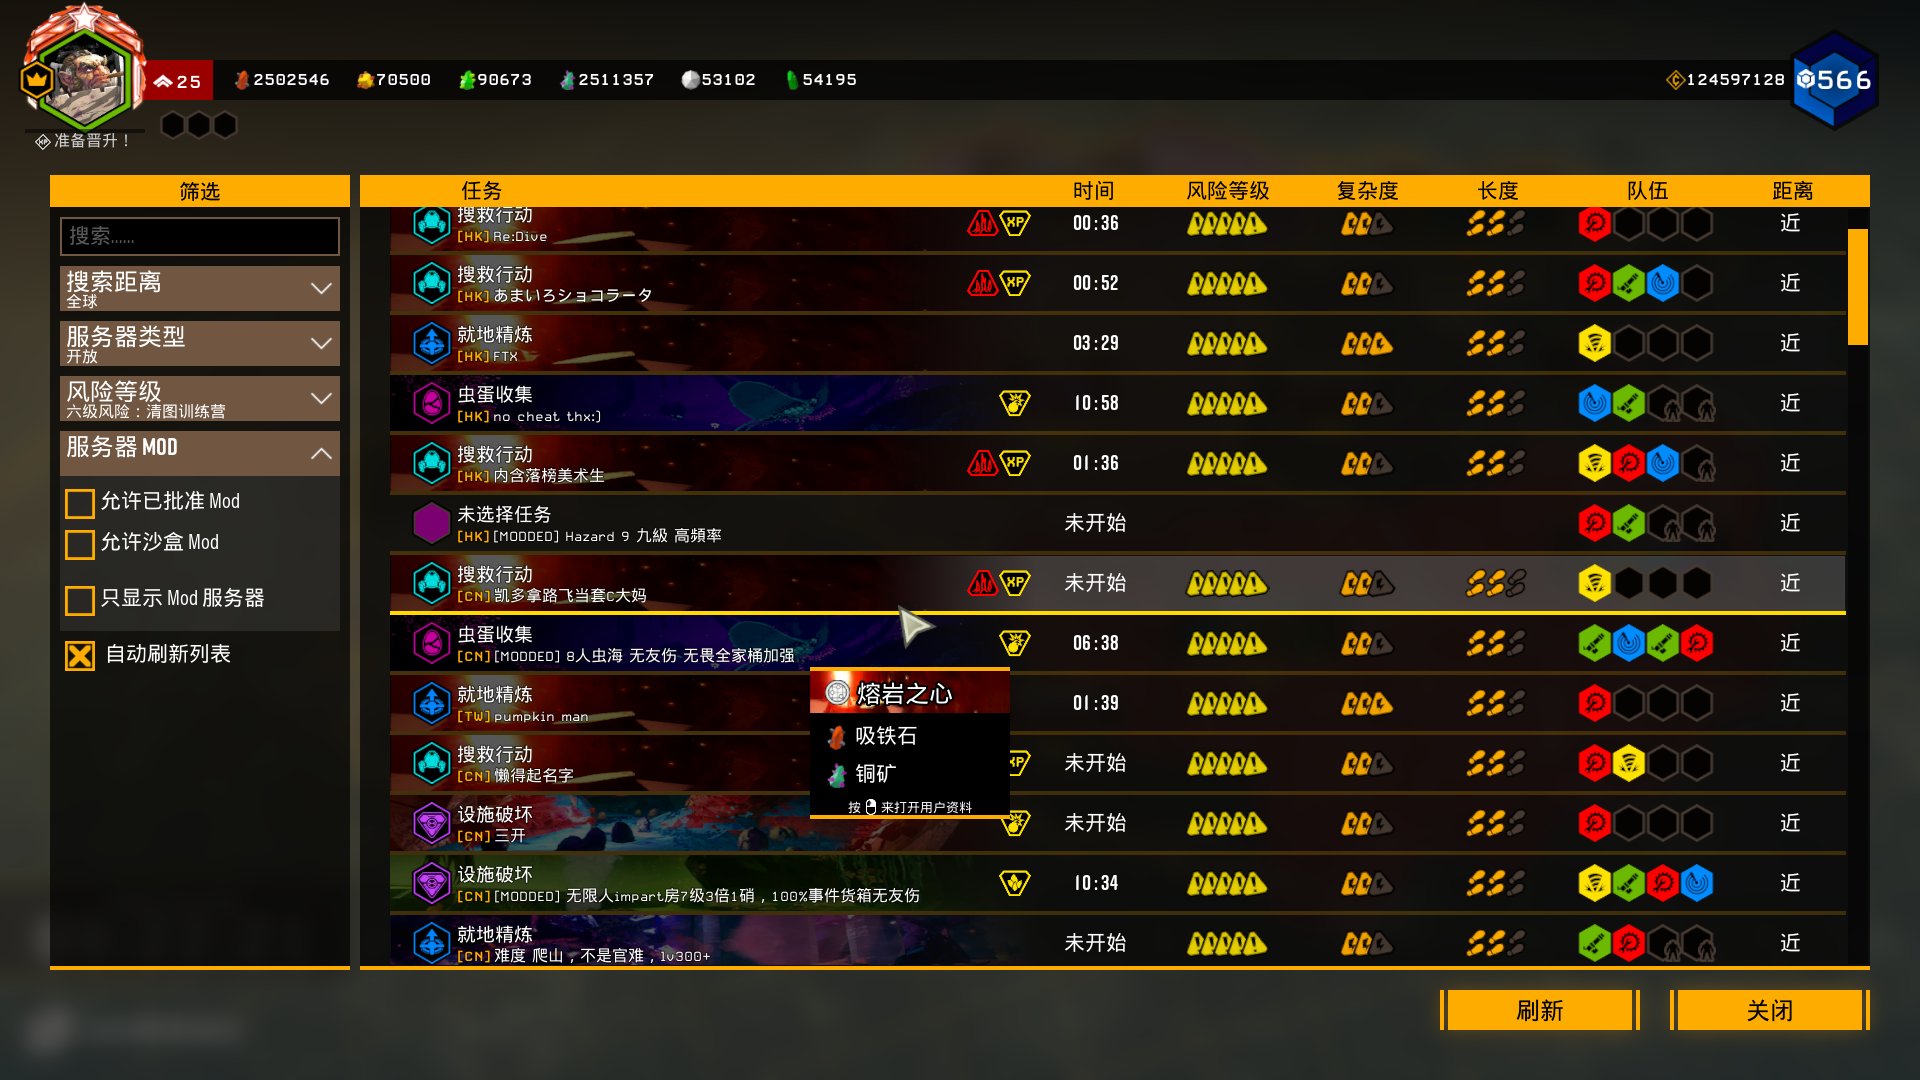 25
2502546
70500
90673
2511357
53102
54195
124597128
566
准备晋升！
筛选
搜索......
搜索距离
全球
服务器类型
开放
风险等级
六级风险：清图训练营
服务器 MOD
允许已批准 Mod
允许沙盒 Mod
只显示 Mod 服务器
自动刷新列表
任务 时间 风险等级 复杂度 长度 队伍 距离
搜救行动
[HK] Re:Dive
XP 00:36 近
搜救行动
[HK] あまいろショコラータ
XP 00:52 近
就地精炼
[HK] FTX
03:29 近
虫蛋收集
[HK] no cheat thx:)
10:58 近
搜救行动
[HK] 内含落榜美术生
XP 01:36 近
未选择任务
[HK] [MODDED] Hazard 9 九級 高頻率
未开始 近
搜救行动
[CN] 凯多拿路飞当套C大妈
XP 未开始 近
虫蛋收集
[CN] [MODDED] 8人虫海 无友伤 无畏全家桶加强
06:38 近
就地精炼
[TW] pumpkin man
01:39 近
搜救行动
[CN] 懒得起名字
XP 未开始 近
设施破坏
[CN] 三开
未开始 近
设施破坏
[CN] [MODDED] 无限人impart房7级3倍1硝，100%事件货箱无友伤
10:34 近
就地精炼
[CN] 难度 爬山，不是官难，lv300+
未开始 近
熔岩之心
吸铁石
铜矿
按 来打开用户资料
刷新
关闭